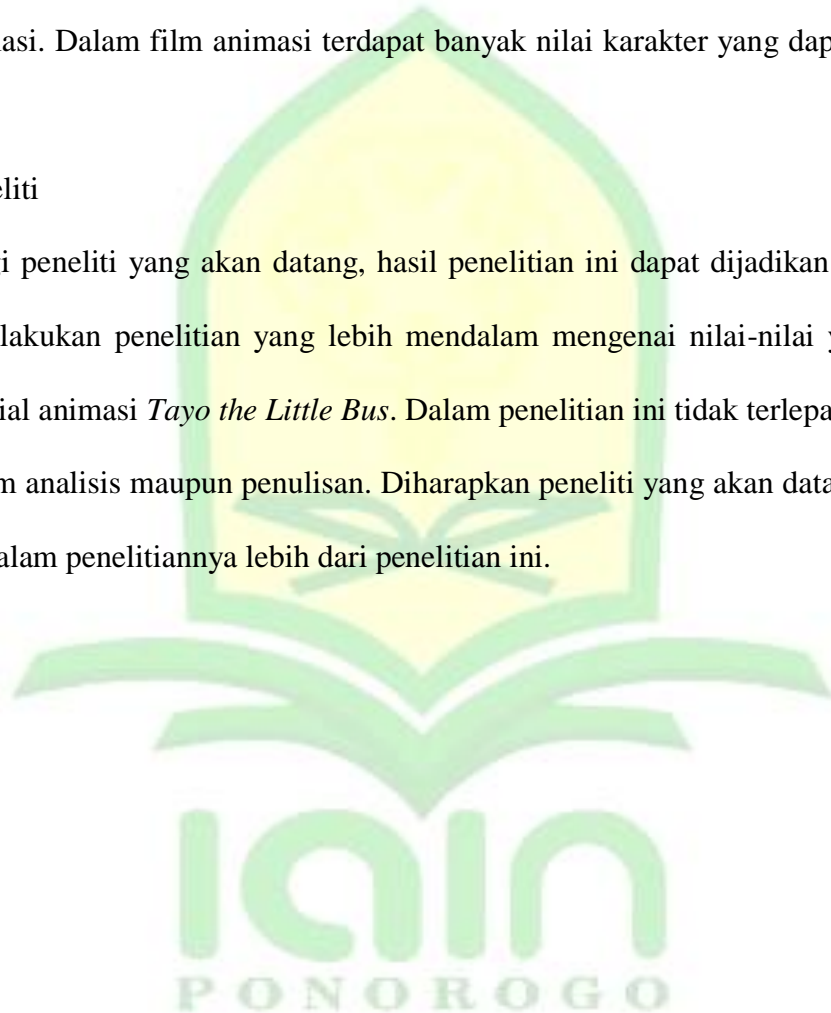 asi. Dalam film animasi terdapat banyak nilai karakter yang dap
eliti
i peneliti yang akan datang, hasil penelitian ini dapat dijadikan
lakukan penelitian yang lebih mendalam mengenai nilai-nilai y
ial animasi Tayo the Little Bus. Dalam penelitian ini tidak terlepa
m analisis maupun penulisan. Diharapkan peneliti yang akan data
alam penelitiannya lebih dari penelitian ini.
IAIN
PONOROGO